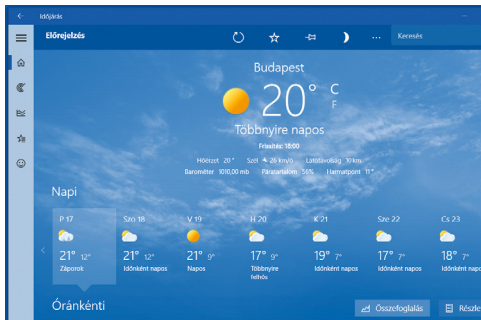 Időjárás
Előrejelzés
Keresés
Budapest
20° C
F
Többnyire napos
Frissítés: 18:00
Hőérzet 20° Szél 26 km/ó Látótávolság 10 km
Barométer 1010,00 mb Páratartalom 56% Harmatpont 11°
Napi
P 17 Szo 18 V 19 H 20 K 21 Sze 22 Cs 23
21° 12° 21° 12° 21° 9° 17° 9° 19° 7° 17° 7° 18° 7°
Záporok Időnként napos Napos Többnyire felhős Időnként napos Időnként napos Időnként napo
Óránkénti
Összefoglalás Részle